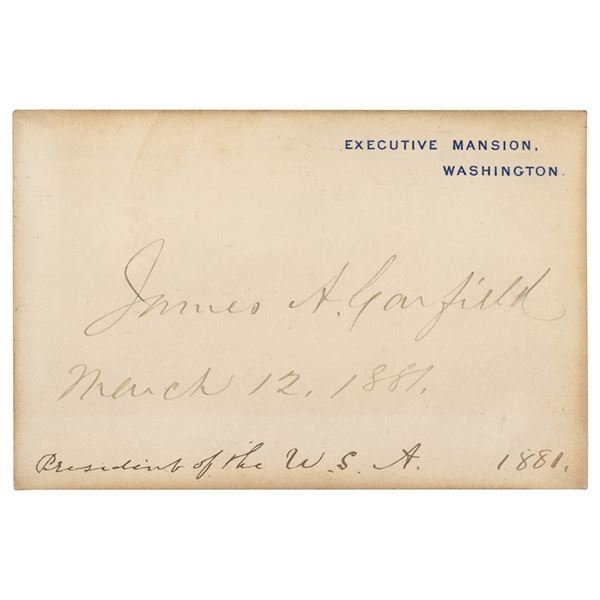 EXECUTIVE MANSION,
WASHINGTON.
James A. Garfield
March 12, 1881.
President of the U. S. A. 1881.